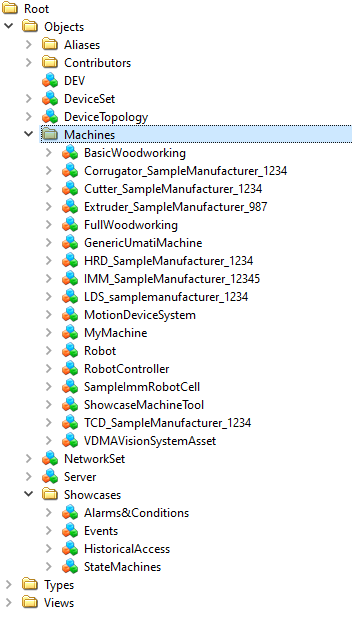 Root
Objects
Aliases
Contributors
DEV
DeviceSet
DeviceTopology
Machines
BasicWoodworking
Corrugator_SampleManufacturer_1234
Cutter_SampleManufacturer_1234
Extruder_SampleManufacturer_987
FullWoodworking
GenericUmatiMachine
HRD_SampleManufacturer_1234
IMM_SampleManufacturer_12345
LDS_samplemanufacturer_1234
MotionDeviceSystem
MyMachine
Robot
RobotController
SampleImmRobotCell
ShowcaseMachineTool
TCD_SampleManufacturer_1234
VDMAVisionSystemAsset
NetworkSet
Server
Showcases
Alarms&Conditions
Events
HistoricalAccess
StateMachines
Types
Views